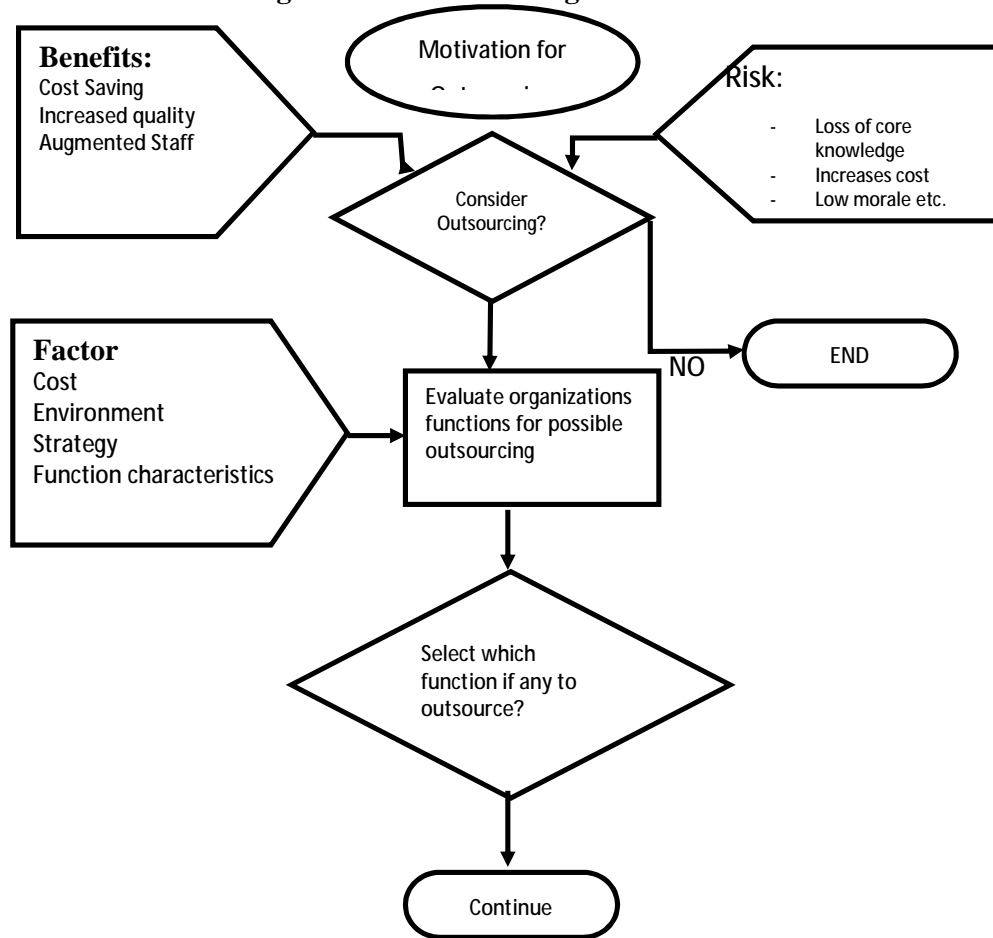 Motivation for
Benefits:
Cost Saving
Increased quality
Augmented Staff
Risk:
- Loss of core
knowledge
- Increases cost
- Low morale etc.
Consider
Outsourcing?
NO
END
Factor
Cost
Environment
Strategy
Function characteristics
Evaluate organizations
functions for possible
outsourcing
Select which
function if any to
outsource?
Continue